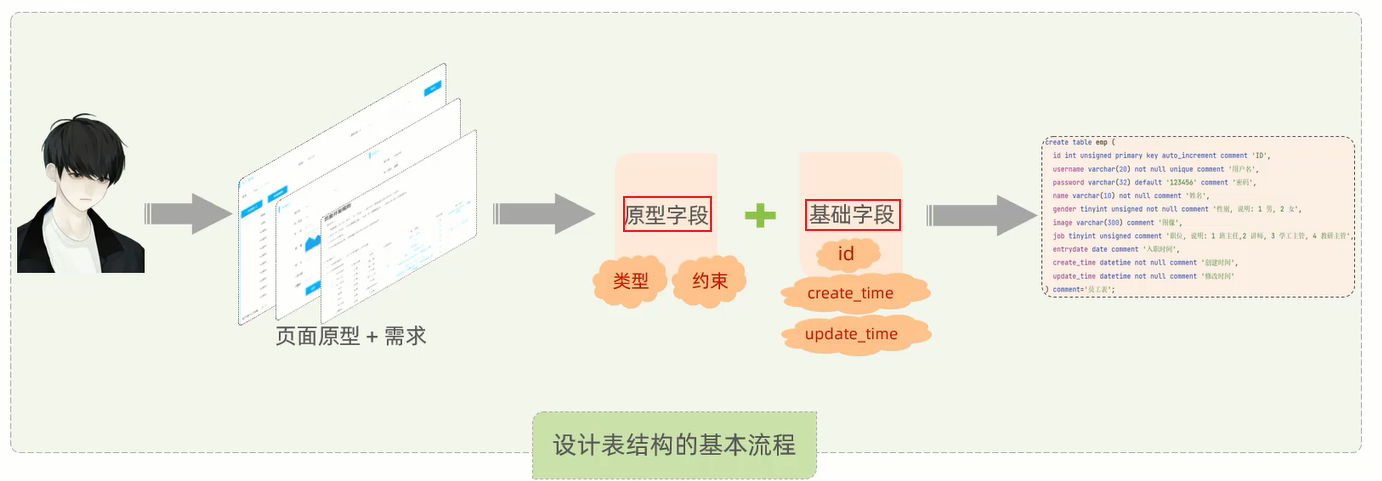 页面原型 + 需求
原型字段
类型
约束
基础字段
id
create_time
update_time
create table emp (
id int unsigned primary key auto_increment comment 'ID',
username varchar(20) not null unique comment '用户名',
password varchar(32) default '123456' comment '密码',
name varchar(10) not null comment '姓名',
gender tinyint unsigned not null comment '性别, 说明: 1 男, 2 女',
image varchar(300) comment '图像',
job tinyint unsigned comment '职位, 说明: 1 班主任,2 讲师, 3 学工主管, 4 教研主管',
entrydate date comment '入职时间',
create_time datetime not null comment '创建时间',
update_time datetime not null comment '修改时间'
) comment='员工表';
设计表结构的基本流程